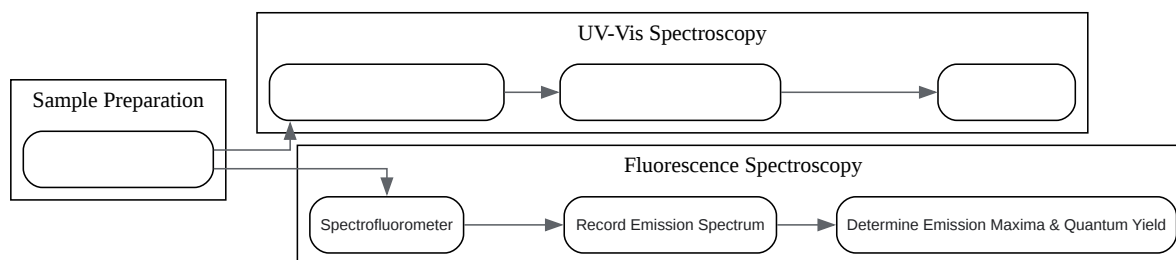 UV-Vis Spectroscopy
Sample Preparation
Fluorescence Spectroscopy
Spectrofluorometer
Record Emission Spectrum
Determine Emission Maxima & Quantum Yield